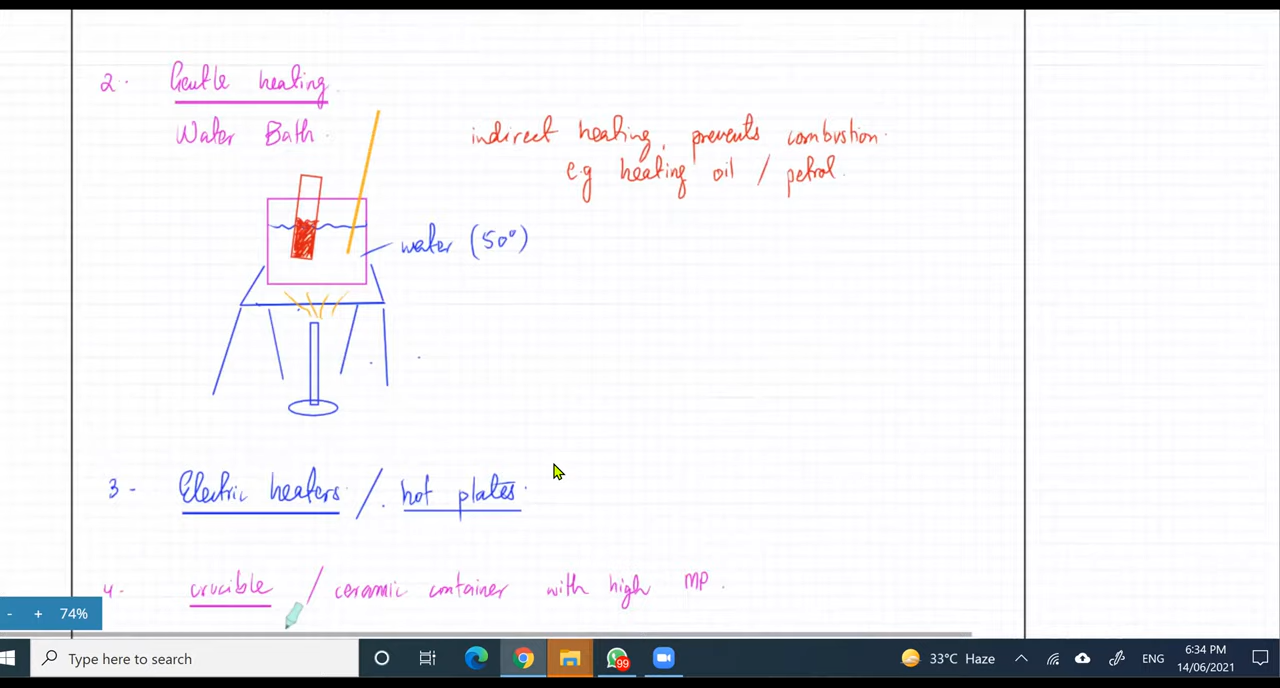 2. Gentle heating.
Water Bath.
indirect heating, prevents combustion.
e.g heating oil / petrol.
water (50°)
3 - Electric heaters / hot plates.
4. crucible / ceramic container with high MP.
- + 74%
Type here to search
99
33°C Haze
ENG
6:34 PM
14/06/2021